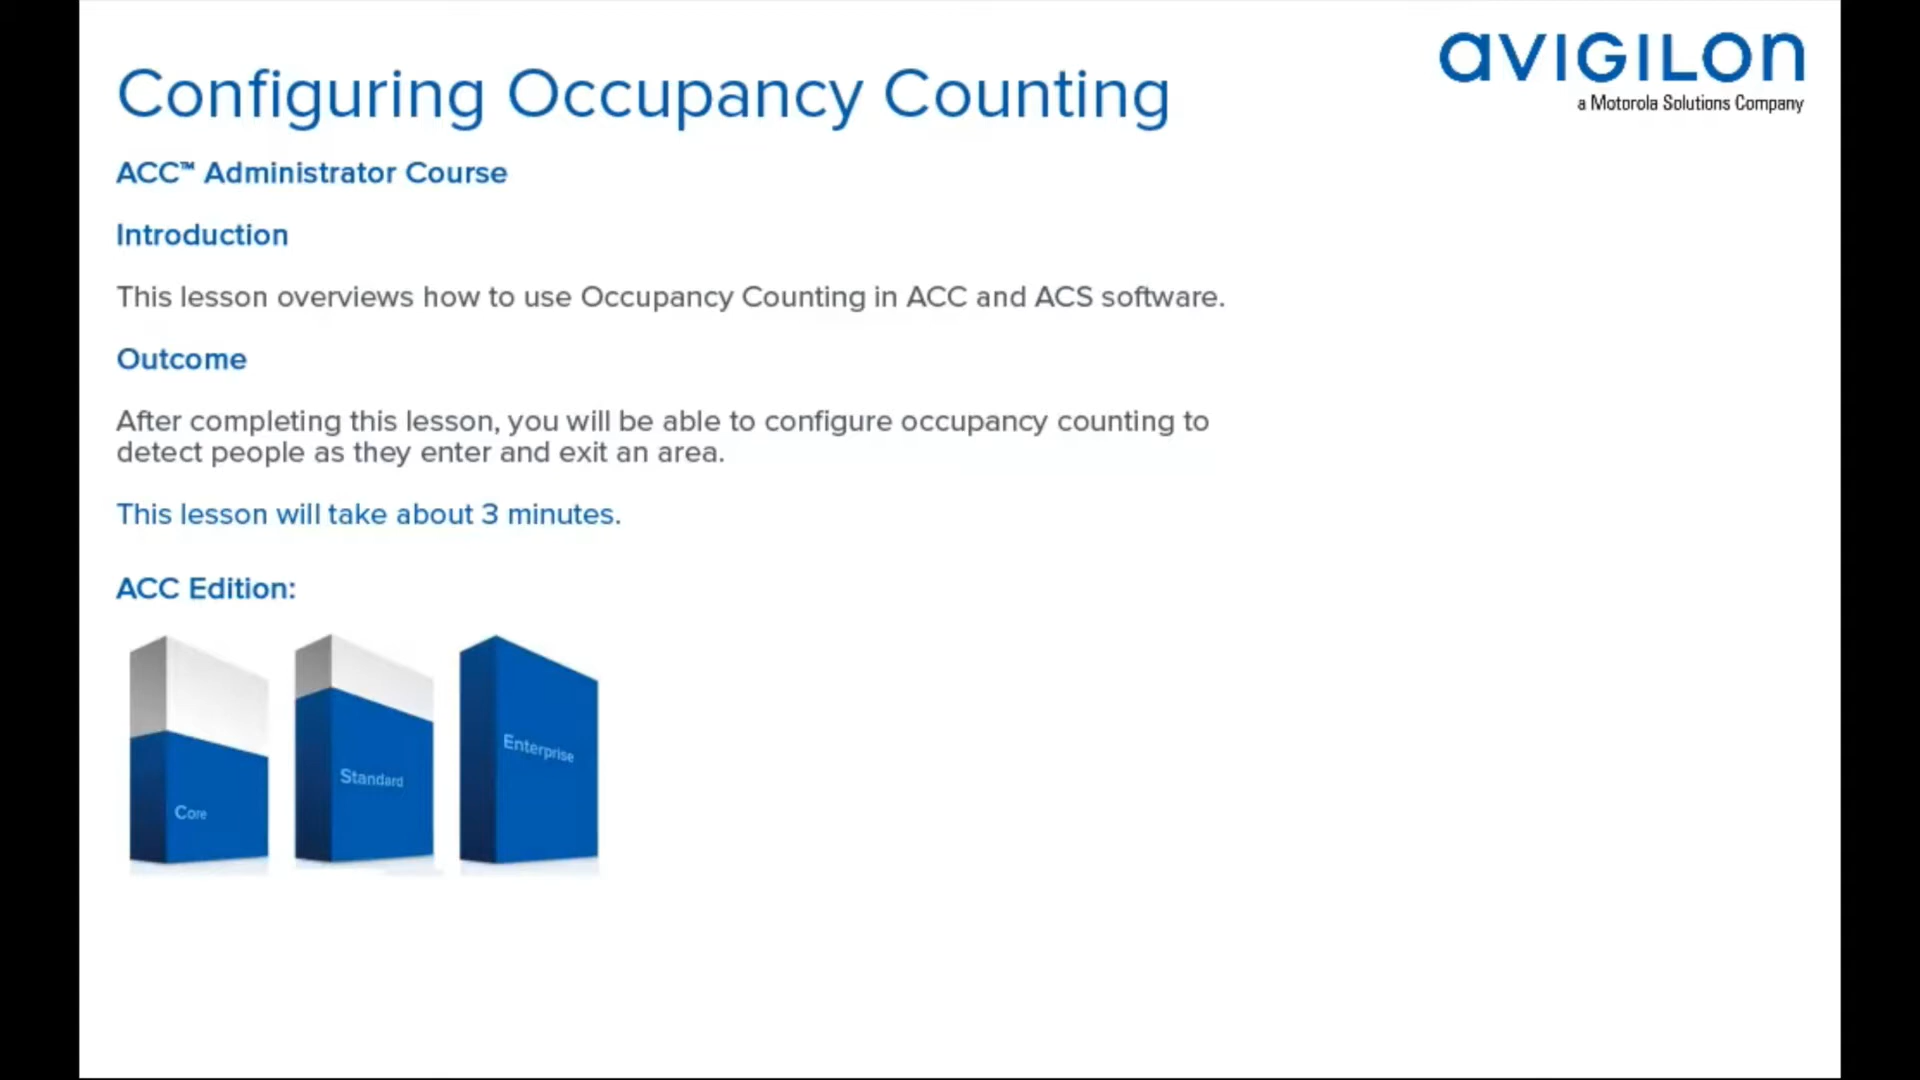 AVIGILON
a Motorola Solutions Company
Configuring Occupancy Counting
ACC™ Administrator Course
Introduction
This lesson overviews how to use Occupancy Counting in ACC and ACS software.
Outcome
After completing this lesson, you will be able to configure occupancy counting to
detect people as they enter and exit an area.
This lesson will take about 3 minutes.
ACC Edition:
Core
Standard
Enterprise